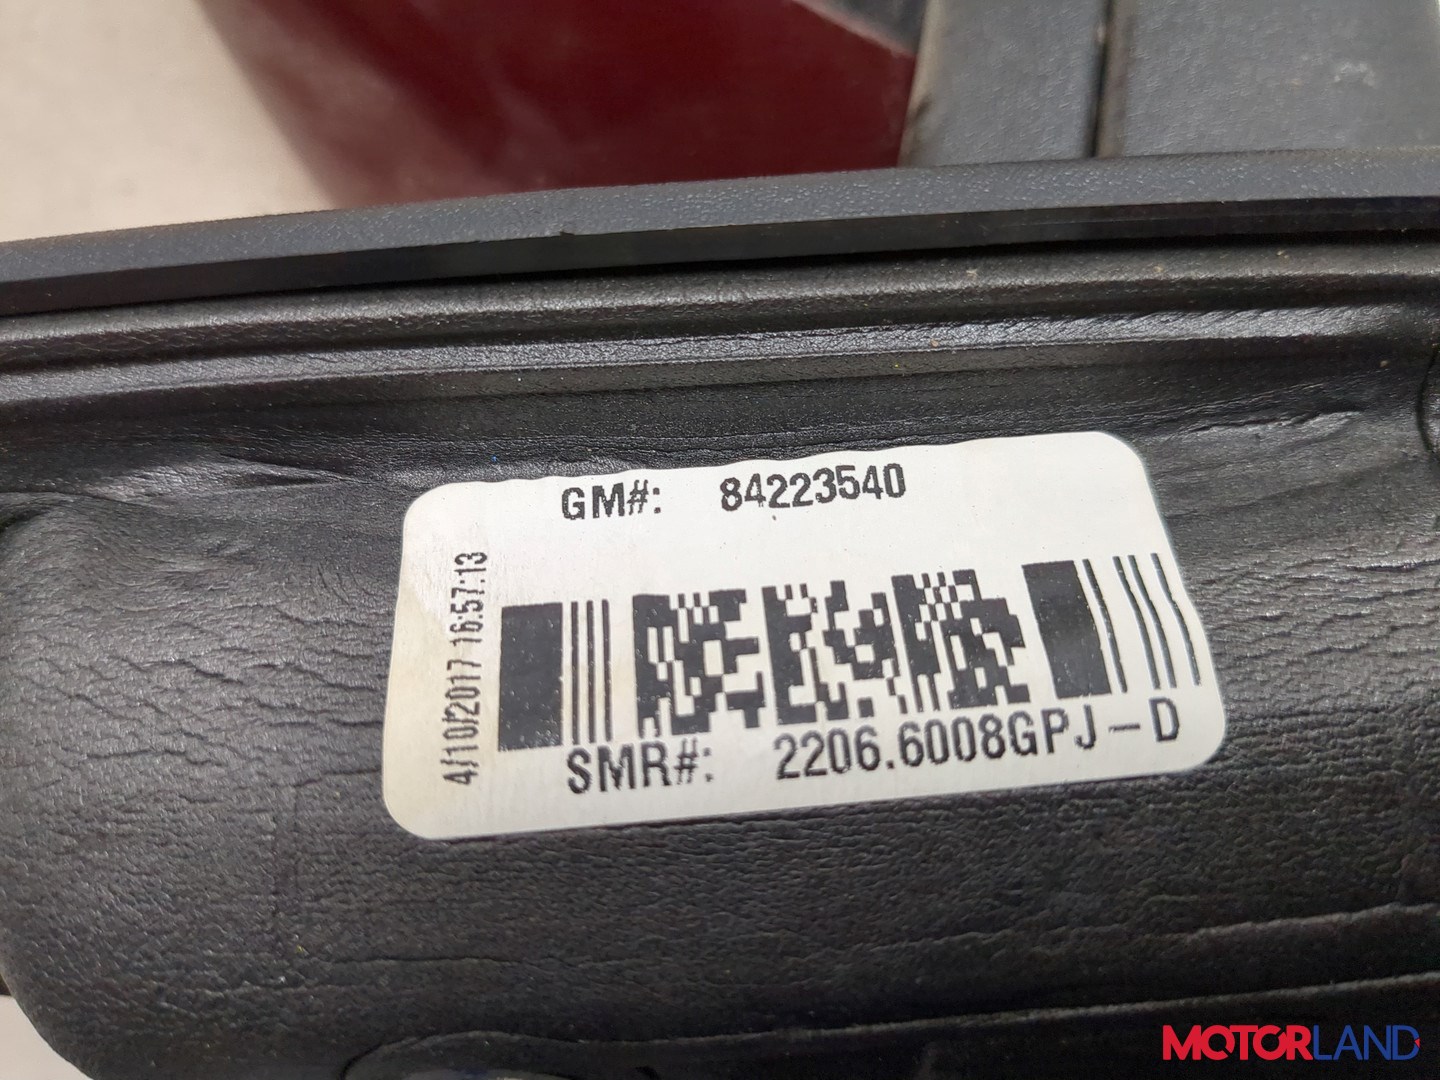 GM#: 84223540
4/10/2017 16:57:13
SMR#: 2206.6008GPJ-D
MOTORLAND